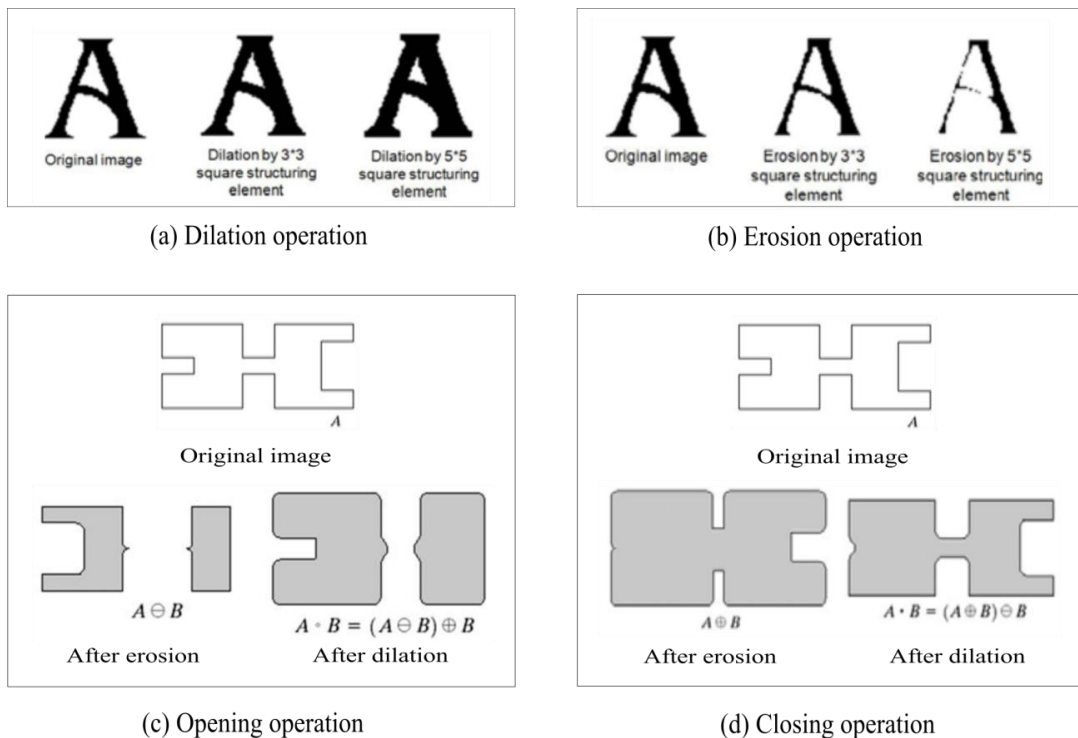 Original image
Dilation by 3*3
square structuring
element
Dilation by 5*5
square structuring
element
(a) Dilation operation
Original image
Erosion by 3*3
square structuring
element
Erosion by 5*5
square structuring
element
(b) Erosion operation
A
Original image
A ⊖ B
After erosion
A ∘ B = (A ⊖ B) ⊕ B
After dilation
(c) Opening operation
A
Original image
A ⊕ B
After erosion
A • B = (A ⊕ B) ⊖ B
After dilation
(d) Closing operation